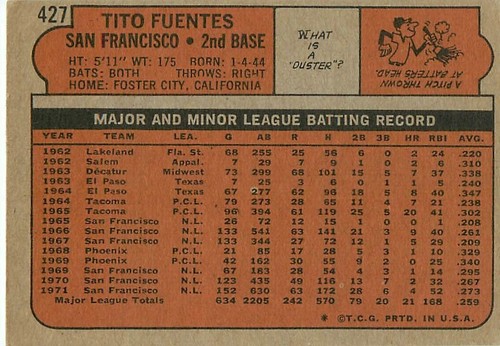 427
TITO FUENTES
SAN FRANCISCO • 2nd BASE
HT: 5'11" WT: 175 BORN: 1-4-44
BATS: BOTH THROWS: RIGHT
HOME: FOSTER CITY, CALIFORNIA
WHAT
IS
A
'DUSTER'?
A PITCH THROWN
AT BATTER'S HEAD.
MAJOR AND MINOR LEAGUE BATTING RECORD
YEAR TEAM LEA. G AB R H 2B 3B HR RBI AVG.
1962 Lakeland Fla. St. 68 255 25 56 6 0 2 24 .220
1962 Salem Appal. 7 29 7 9 1 0 2 6 .310
1963 Decatur Midwest 73 299 68 101 15 5 7 37 .338
1963 El Paso Texas 7 25 3 6 0 1 1 5 .240
1964 El Paso Texas 67 277 62 96 18 5 8 40 .347
1964 Tacoma P.C.L. 79 273 28 65 11 4 2 21 .238
1965 Tacoma P.C.L. 96 394 61 119 25 5 20 41 .302
1965 San Francisco N.L. 26 72 12 15 1 0 0 1 .208
1966 San Francisco N.L. 133 541 63 141 21 3 9 40 .261
1967 San Francisco N.L. 133 344 27 72 12 1 5 29 .209
1968 Phoenix P.C.L. 21 85 17 28 5 3 1 10 .329
1969 Phoenix P.C.L. 42 162 30 55 9 3 0 25 .340
1969 San Francisco N.L. 67 183 28 54 4 3 1 14 .295
1970 San Francisco N.L. 123 435 49 116 13 7 2 32 .267
1971 San Francisco N.L. 152 630 63 172 28 6 4 52 .273
Major League Totals 634 2205 242 570 79 20 21 168 .259
* ©T.C.G. PRTD. IN U.S.A.